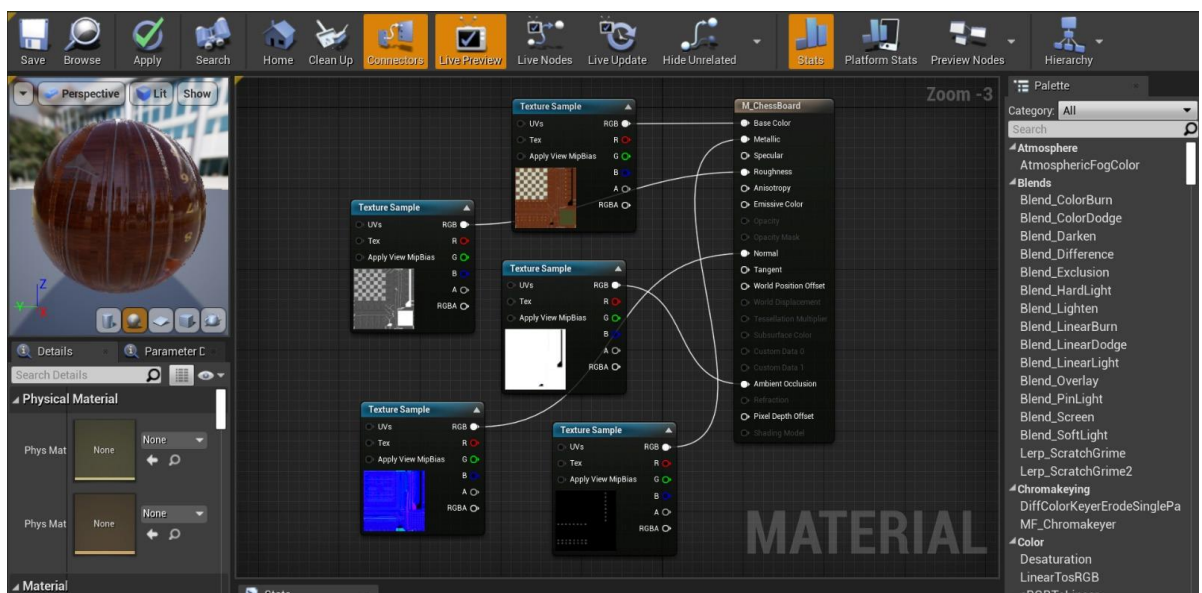 Save Browse Apply Search Home Clean Up Connectors Live Preview Live Nodes Live Update Hide Unrelated Stats Platform Stats Preview Nodes Hierarchy
Perspective Lit Show
Z
Y
Details Parameter D
Search Details
Physical Material
Phys Mat None None
Phys Mat None None
Material
Zoom -3
Texture Sample
UVs RGB
Tex R
Apply View MipBias G
B
A
RGBA
Texture Sample
UVs RGB
Tex R
Apply View MipBias G
B
A
RGBA
Texture Sample
UVs RGB
Tex R
Apply View MipBias G
B
A
RGBA
Texture Sample
UVs RGB
Tex R
Apply View MipBias G
B
A
RGBA
Texture Sample
UVs RGB
Tex R
Apply View MipBias G
B
A
RGBA
M_ChessBoard
Base Color
Metallic
Specular
Roughness
Anisotropy
Emissive Color
Opacity
Opacity Mask
Normal
Tangent
World Position Offset
World Displacement
Tessellation Multiplier
Subsurface Color
Custom Data 0
Custom Data 1
Ambient Occlusion
Refraction
Pixel Depth Offset
Shading Model
MATERIAL
Stats
Palette
Category: All
Search
Atmosphere
AtmosphericFogColor
Blends
Blend_ColorBurn
Blend_ColorDodge
Blend_Darken
Blend_Difference
Blend_Exclusion
Blend_HardLight
Blend_Lighten
Blend_LinearBurn
Blend_LinearDodge
Blend_LinearLight
Blend_Overlay
Blend_PinLight
Blend_Screen
Blend_SoftLight
Lerp_ScratchGrime
Lerp_ScratchGrime2
Chromakeying
DiffColorKeyerErodeSinglePa
MF_Chromakeyer
Color
Desaturation
LinearTosRGB